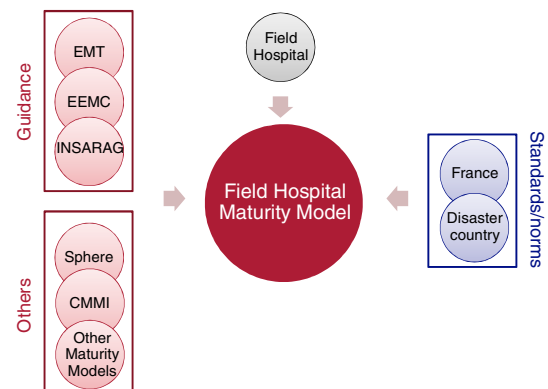 Field
Hospital
Guidance
EMT
EEMC
INSARAG
Field Hospital
Maturity Model
Standards/norms
France
Disaster
country
Others
Sphere
CMMI
Other
Maturity
Models